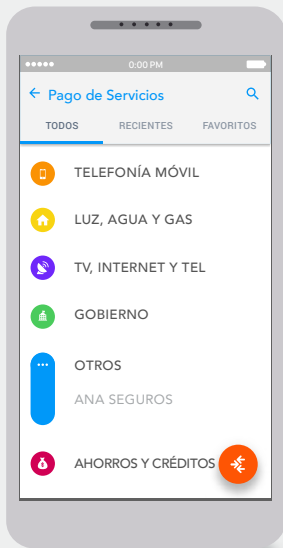 0:00 PM
Pago de Servicios
TODOS RECIENTES FAVORITOS
TELEFONÍA MÓVIL
LUZ, AGUA Y GAS
TV, INTERNET Y TEL
GOBIERNO
OTROS
ANA SEGUROS
AHORROS Y CRÉDITOS